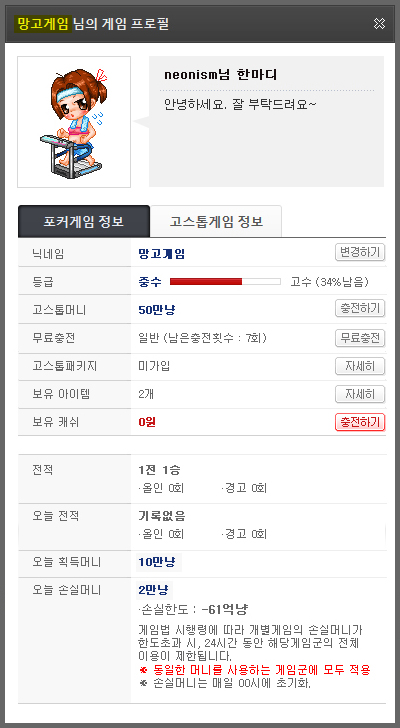 망고게임 님의 게임 프로필
neonism님 한마디
안녕하세요. 잘 부탁드려요~
포커게임 정보 고스톱게임 정보
닉네임 망고게임 변경하기
등급 중수 고수 (34%남음)
고스톱머니 50만냥 충전하기
무료충전 일반 (남은충전횟수 : 7회) 무료충전
고스톱패키지 미가입 자세히
보유 아이템 2개 자세히
보유 캐쉬 0원 충전하기
전적 1전 1승
·올인 0회 ·경고 0회
오늘 전적 기록없음
·올인 0회 ·경고 0회
오늘 획득머니 10만냥
오늘 손실머니 2만냥
·손실한도 : -61억냥
게임법 시행령에 따라 개별게임의 손실머니가
한도초과 시, 24시간 동안 해당게임군의 전체
이용이 제한됩니다.
※ 동일한 머니를 사용하는 게임군에 모두 적용
※ 손실머니는 매일 00시에 초기화.